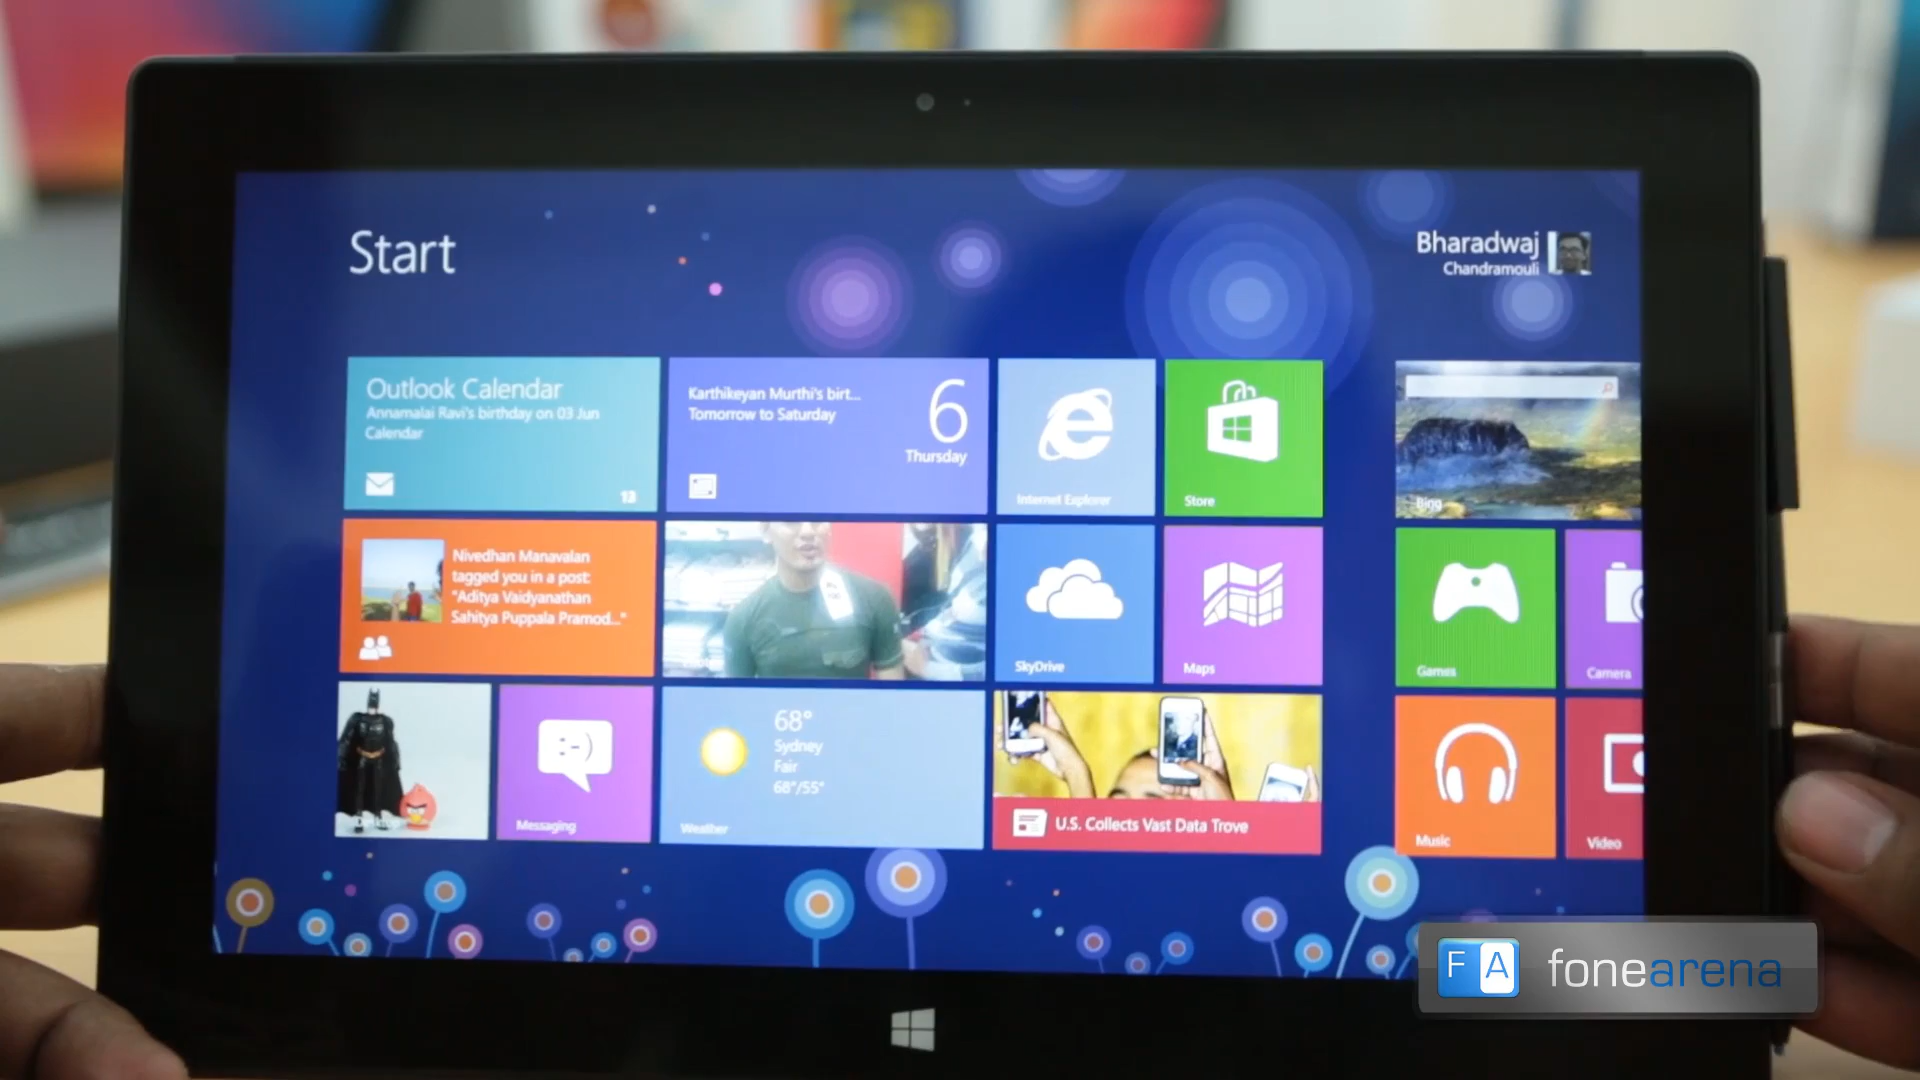 Start
Bharadwaj
Chandramouli
Outlook Calendar
Annamalai Ravi's birthday on 03 Jun
Calendar
13
Karthikeyan Murthi's birt...
Tomorrow to Saturday
6
Thursday
Internet Explorer
Store
Bing
Nivedhan Manavalan
tagged you in a post:
"Aditya Vaidyanathan
Sahitya Puppala Pramod..."
SkyDrive
Maps
Games
Camera
Desktop
Messaging
68°
Sydney
Fair
68°/55°
Weather
U.S. Collects Vast Data Trove
Music
Video
FA fonearena